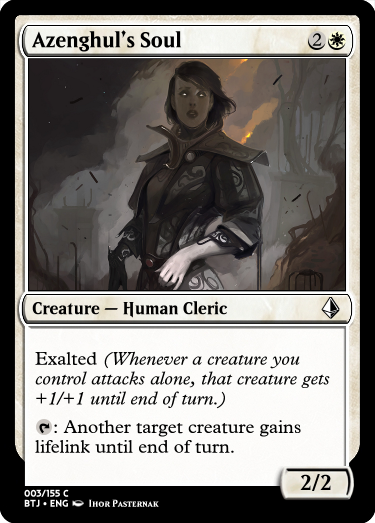 Azenghul's Soul 2
Creature — Human Cleric
Exalted (Whenever a creature you
control attacks alone, that creature gets
+1/+1 until end of turn.)
: Another target creature gains
lifelink until end of turn.
2/2
003/155 C
BTJ • ENG Ihor Pasternak